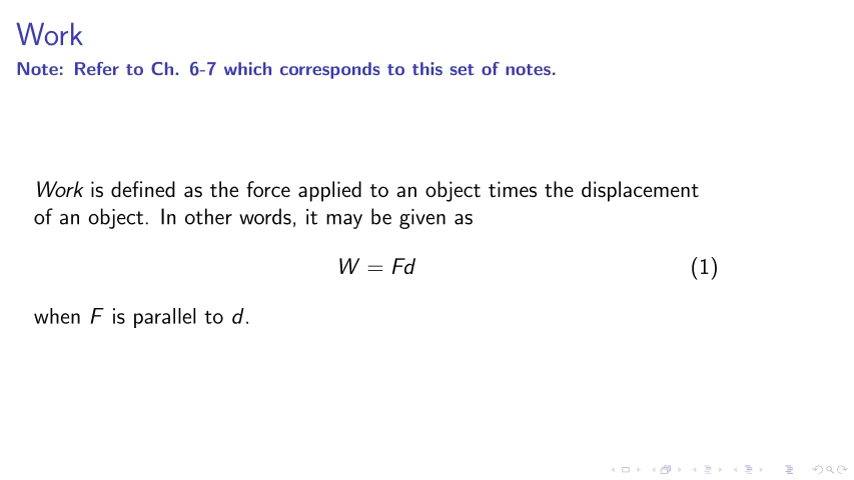 Work
Note: Refer to Ch. 6-7 which corresponds to this set of notes.
Work is defined as the force applied to an object times the displacement
of an object. In other words, it may be given as
W = Fd (1)
when F is parallel to d.